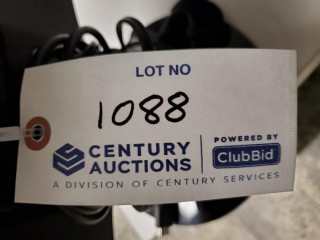 LOT NO
1088
CENTURY AUCTIONS
POWERED BY
ClubBid
A DIVISION OF CENTURY SERVICES